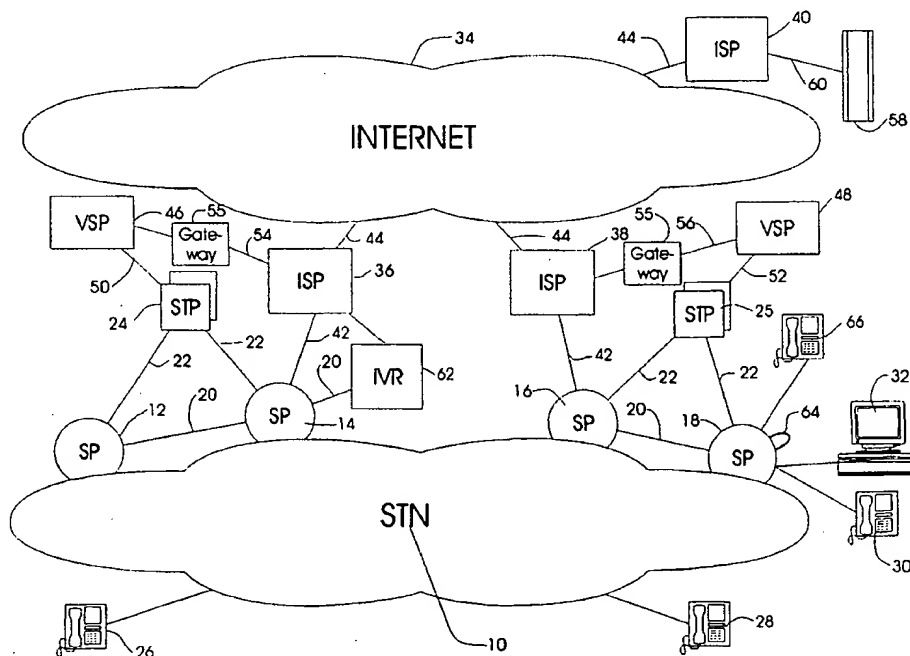 34
44
ISP
40
60
58
INTERNET
VSP
46
55
Gate-
way
54
44
50
ISP
36
44
38
55
Gate-
way
56
VSP
48
ISP
52
24
STP
STP
25
66
22
22
42
20
IVR
62
42
22
22
32
12
20
SP
14
16
SP
20
18
64
SP
SP
STN
30
26
10
28